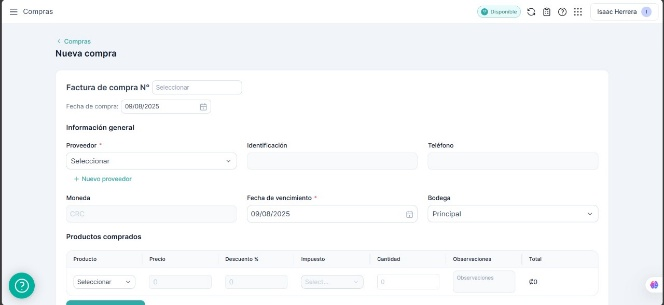 Compras
Disponible
Isaac Herrera
I
Compras
Nueva compra
Factura de compra N° Seleccionar
Fecha de compra: 09/08/2025
Información general
Proveedor * Identificación Teléfono
Seleccionar
+ Nuevo proveedor
Moneda Fecha de vencimiento * Bodega
CRC 09/08/2025 Principal
Productos comprados
Producto Precio Descuento % Impuesto Cantidad Observaciones Total
Seleccionar 0 0 Selecc... 0 Observaciones ₡0